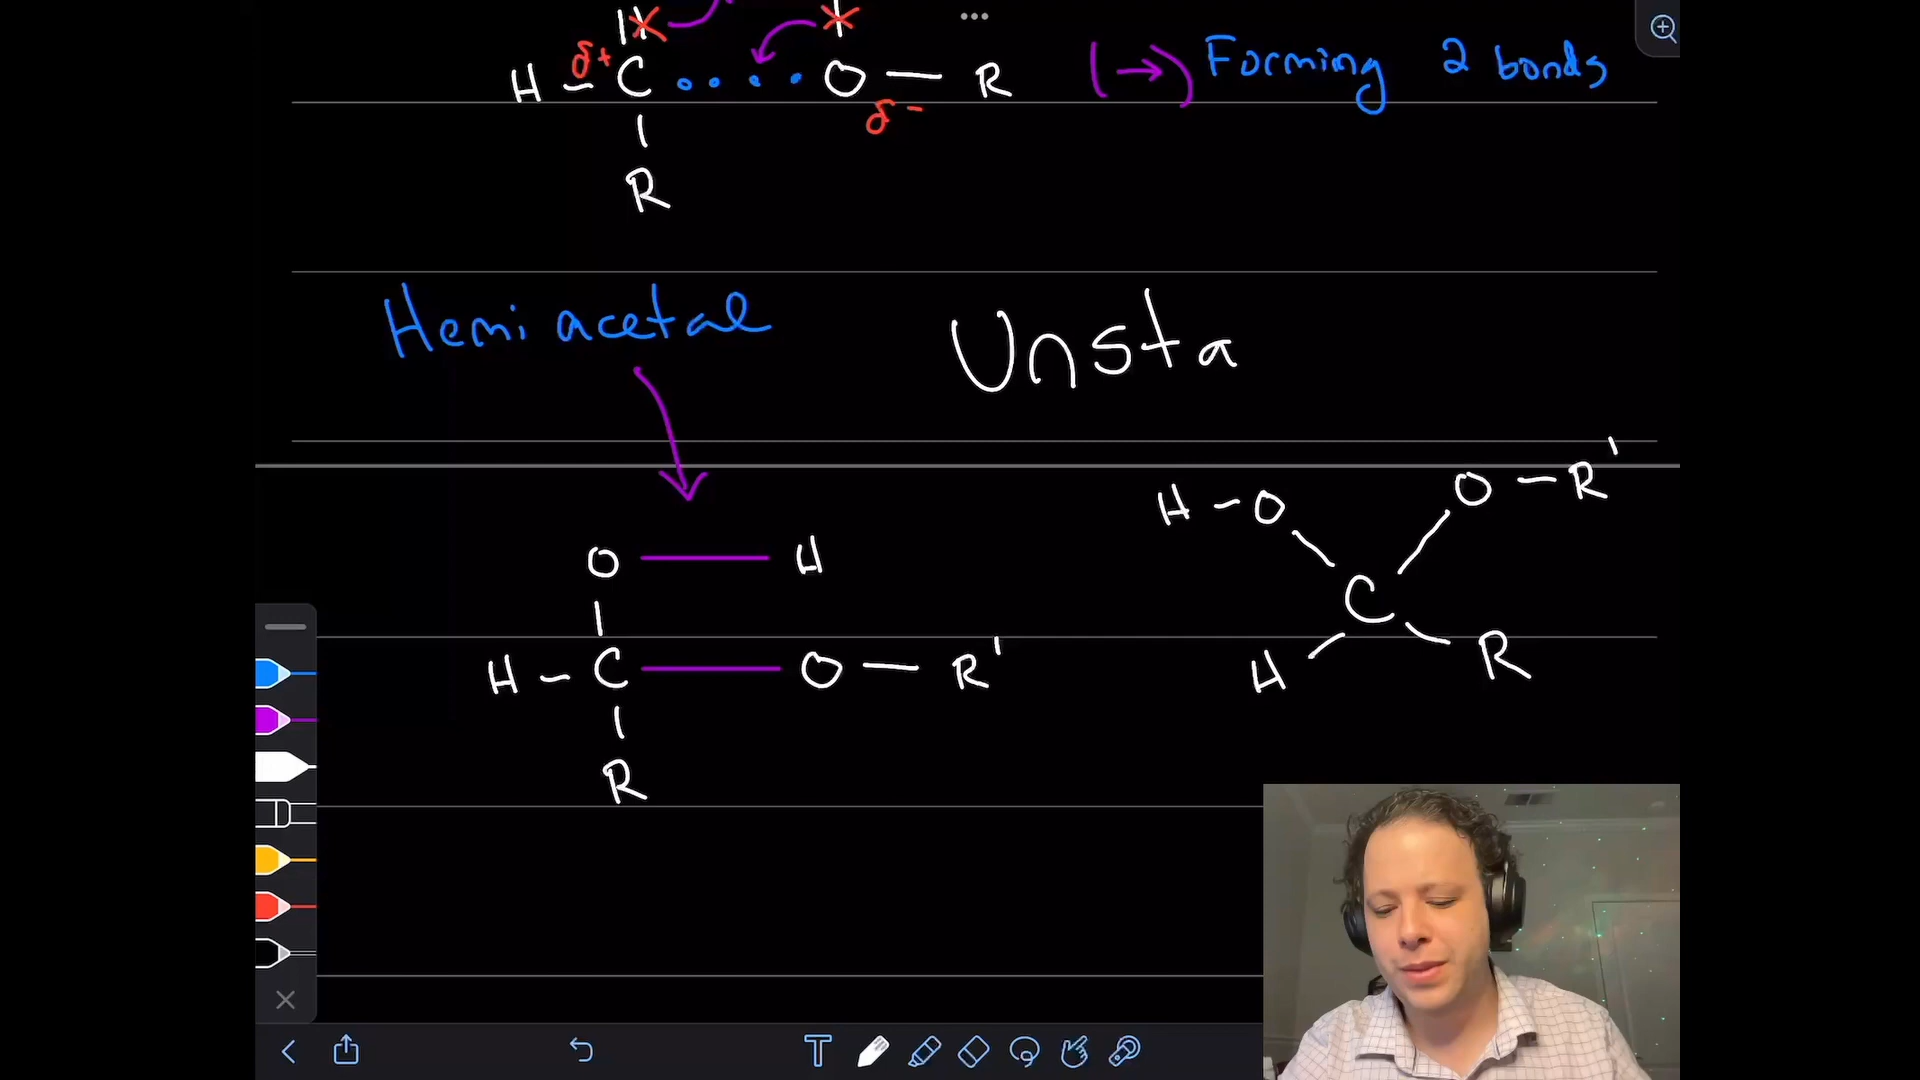 H – C · · · · O — R (→) Forming 2 bonds
δ+
δ-
R
Hemi acetal Unsta
H – O O – R'
O — H
C
H – C — O — R'
H R
R
T